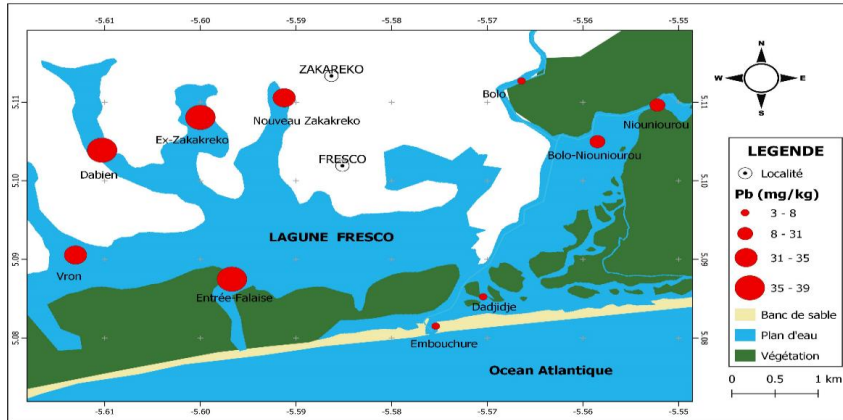 -5.61 -5.60 -5.59 -5.58 -5.57 -5.56 -5.55
ZAKAREKO
Bolo
N
W E
S
5.11 5.11
Nouveau Zakakreko
Niouniourou
Ex-Zakakreko
Bolo-Niouniourou
FRESCO
Dabien
5.10 5.10
LAGUNE FRESCO
5.09 5.09
Vron
Entrée-Falaise
Dadjidje
5.08 5.08
Embouchure
Ocean Atlantique
-5.61 -5.60 -5.59 -5.58 -5.57 -5.56 -5.55
LEGENDE
Localité
Pb (mg/kg)
3 - 8
8 - 31
31 - 35
35 - 39
Banc de sable
Plan d'eau
Végétation
0 0.5 1 km